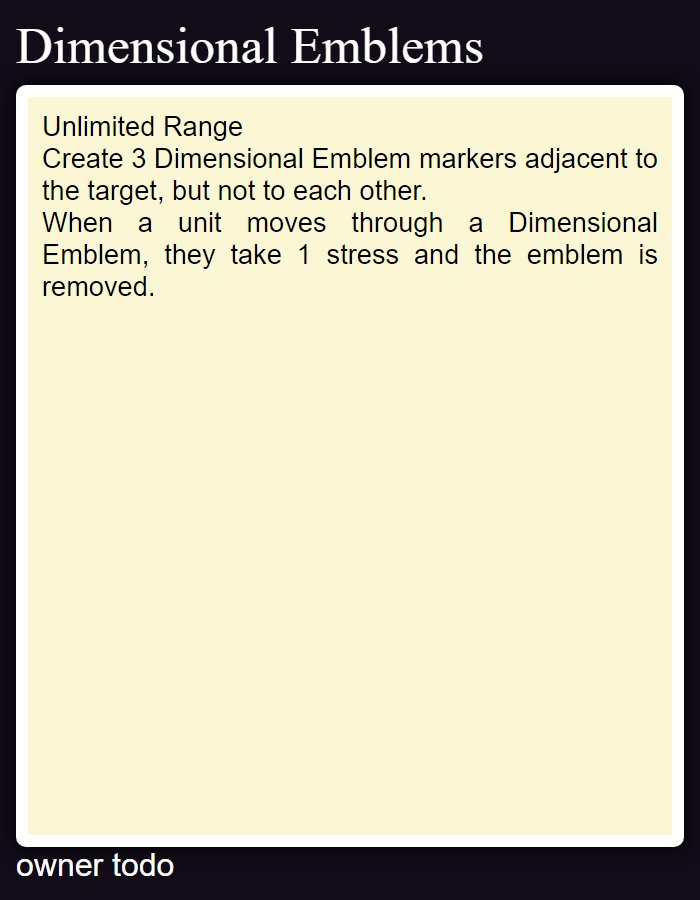 Dimensional Emblems
Unlimited Range
Create 3 Dimensional Emblem markers adjacent to
the target, but not to each other.
When a unit moves through a Dimensional
Emblem, they take 1 stress and the emblem is
removed.
owner todo